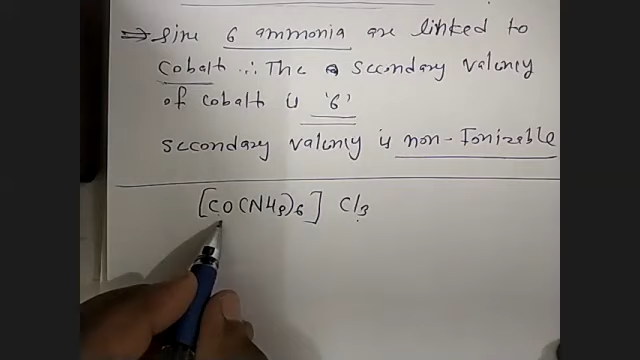 ⇒ Sine 6 ammonia are linked to
Cobalt ∴ The secondary valency
of cobalt is '6'
secondary valency is non-Ionizable
[CO(NH3)6] Cl3